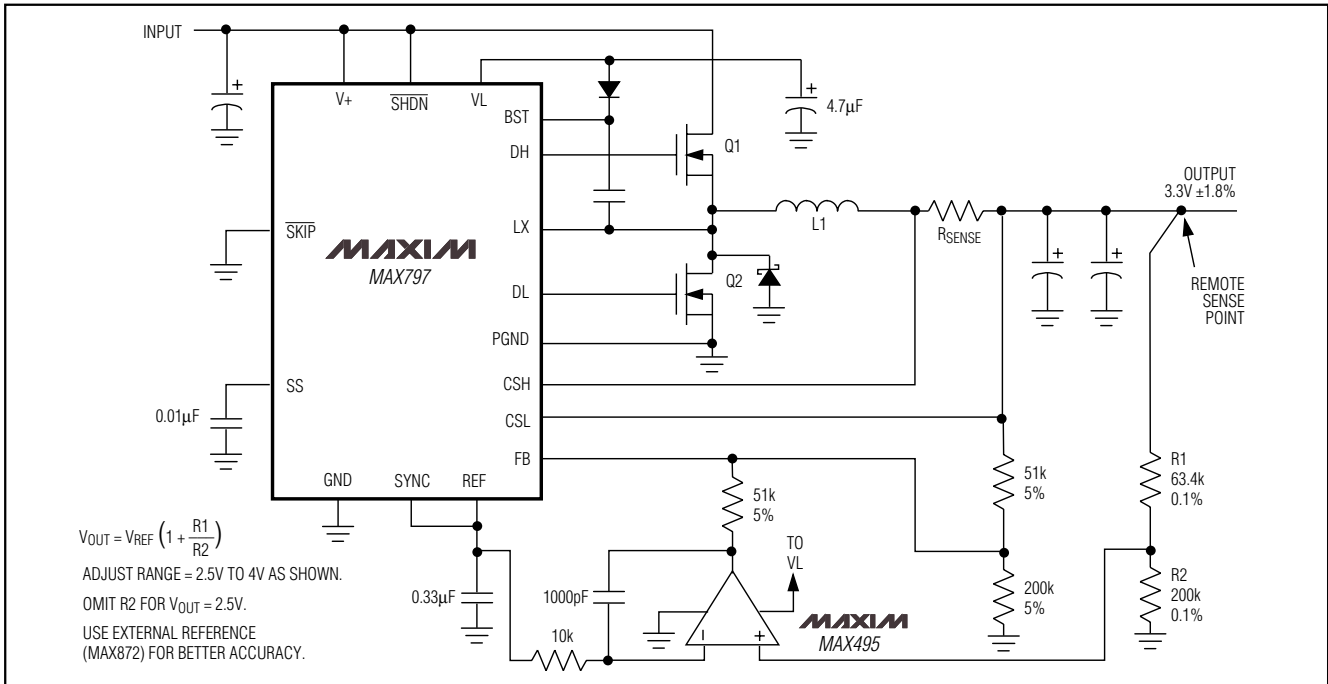 INPUT
V+
SHDN
VL
BST
DH
Q1
4.7µF
OUTPUT
3.3V ±1.8%
SKIP
MAXIM
MAX797
LX
L1
RSENSE
DL
Q2
REMOTE
SENSE
POINT
PGND
SS
CSH
0.01µF
CSL
FB
GND
SYNC
REF
51k
5%
51k
5%
R1
63.4k
0.1%
VOUT = VREF (1 + R1/R2)
ADJUST RANGE = 2.5V TO 4V AS SHOWN.
OMIT R2 FOR VOUT = 2.5V.
USE EXTERNAL REFERENCE
(MAX872) FOR BETTER ACCURACY.
0.33µF
1000pF
10k
TO
VL
–
+
MAXIM
MAX495
200k
5%
R2
200k
0.1%
+
+
+
+